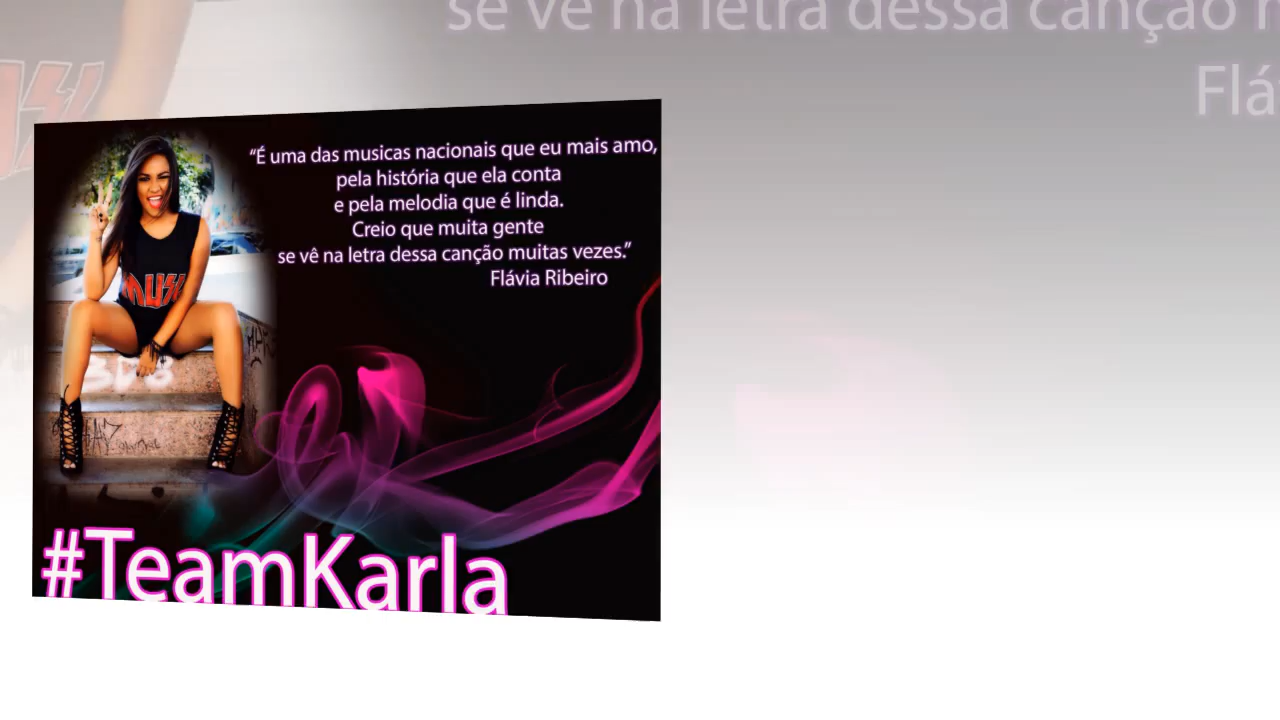 se vê na letra dessa canção
Flá
“É uma das musicas nacionais que eu mais amo,
pela história que ela conta
e pela melodia que é linda.
Creio que muita gente
se vê na letra dessa canção muitas vezes.”
Flávia Ribeiro
MUSE
3D3
#TeamKarla